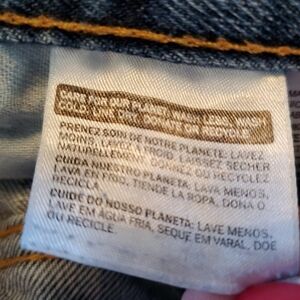 CARE FOR OUR PLANET: WASH LESS, WASH
COLD, LINE DRY, DONATE OR RECYCLE
PRENEZ SOIN DE NOTRE PLANETE: LAVEZ
MOINS, LAVEZ A FROID, LAISSEZ SECHER
NATURELLEMENT, DONNEZ OU RECYCLEZ
CUIDA NUESTRO PLANETA: LAVA MENOS,
LAVA EN FRIO, TIENDE LA ROPA, DONA O
RECICLA
CUIDE DO NOSSO PLANETA: LAVE MENOS,
LAVE EM AGUA FRIA, SEQUE EM VARAL, DOE
OU RECICLE.